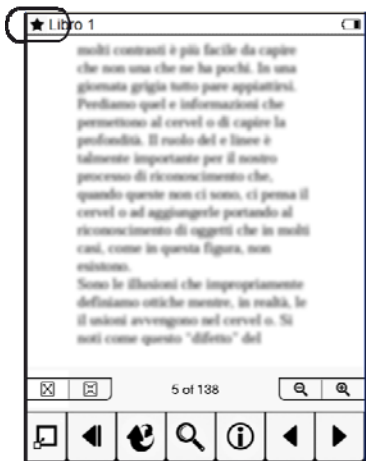 Libro 1
molti contrasti è più facile da capire
che non una che ne ha pochi. In una
giornata grigia tutto pare appiattirsi.
Perdiamo quel e informazioni che
permettono al cervel o di capire la
profondità. Il ruolo del e linee è
talmente importante per il nostro
processo di riconoscimento che,
quando queste non ci sono, ci pensa il
cervel o ad aggiungerle portando al
riconoscimento di oggetti che in molti
casi, come in questa figura, non
esistono.
Sono le illusioni che impropriamente
definiamo ottiche mentre, in realtà, le
il usioni avvengono nel cervel o. Si
noti come questo "difetto" del
5 of 138